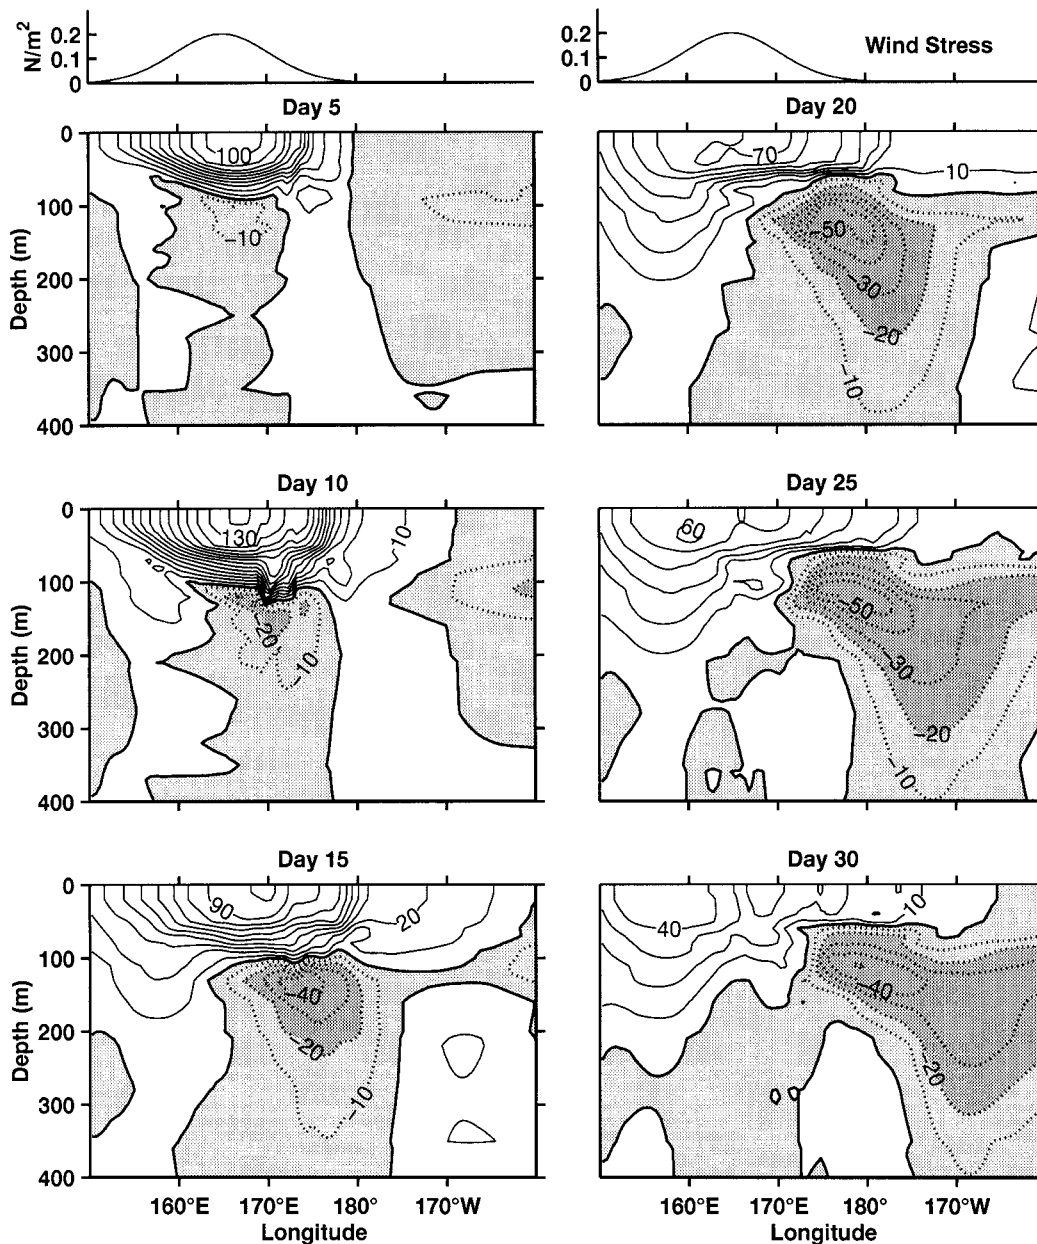 N/m²
0.2
0.1
0
0.2
0.1
0
Wind Stress
Day 5
Depth (m)
0
100
200
300
400
100
−10
Day 20
70
10
−50
−30
−20
−10
Day 10
Depth (m)
0
100
200
300
400
130
10
−20
−10
Day 25
60
−50
−30
−20
−10
Day 15
Depth (m)
0
100
200
300
400
90
20
−40
−20
−10
160°E
170°E
180°
170°W
Longitude
Day 30
40
10
−40
−20
160°E
170°E
180°
170°W
Longitude